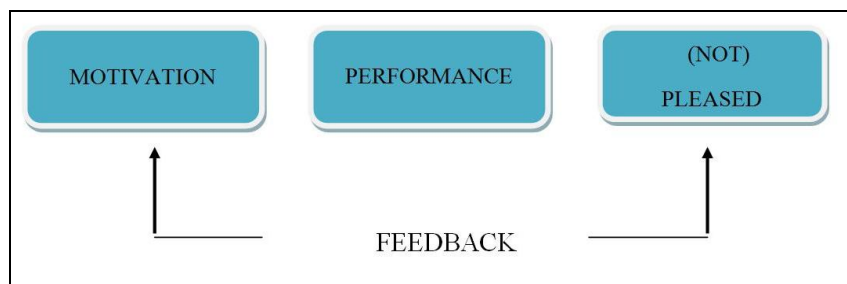 MOTIVATION
PERFORMANCE
(NOT)
PLEASED
FEEDBACK